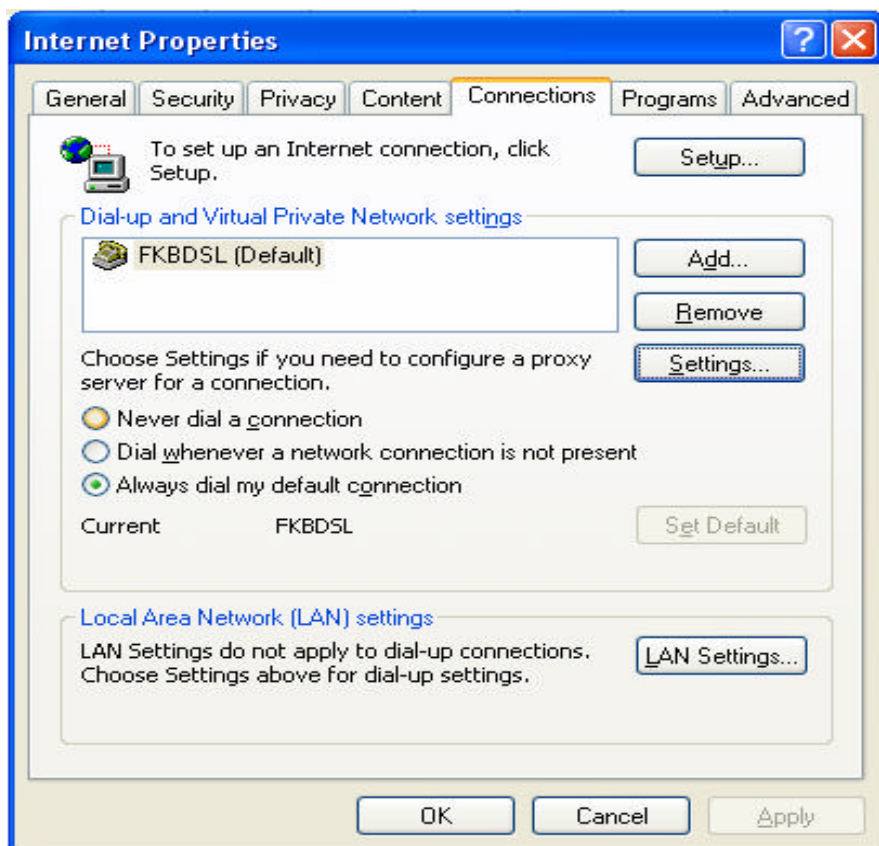 Internet Properties
General Security Privacy Content Connections Programs Advanced
To set up an Internet connection, click
Setup.
Setup...
Dial-up and Virtual Private Network settings
FKBDSL (Default)
Add...
Remove
Choose Settings if you need to configure a proxy
server for a connection.
Settings...
Never dial a connection
Dial whenever a network connection is not present
Always dial my default connection
Current FKBDSL Set Default
Local Area Network (LAN) settings
LAN Settings do not apply to dial-up connections.
Choose Settings above for dial-up settings.
LAN Settings...
OK Cancel Apply